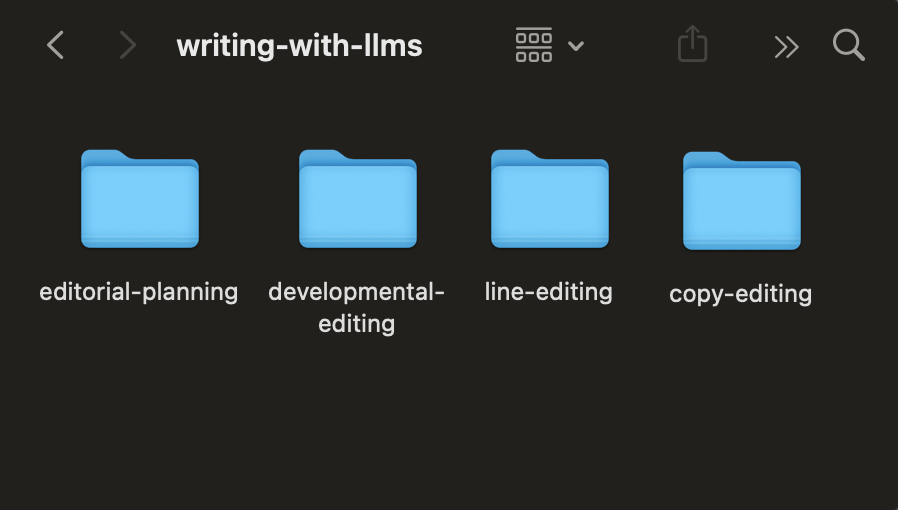 writing-with-llms
editorial-planning
developmental-
editing
line-editing
copy-editing